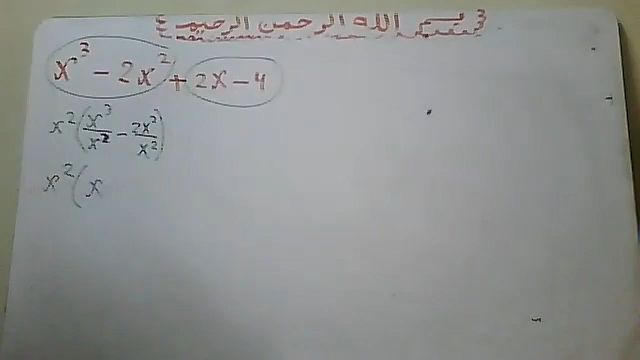 بسم الله الرحمن الرحيم
x³ - 2x² + 2x - 4
x²(x³/x² - 2x²/x²)
x²(x